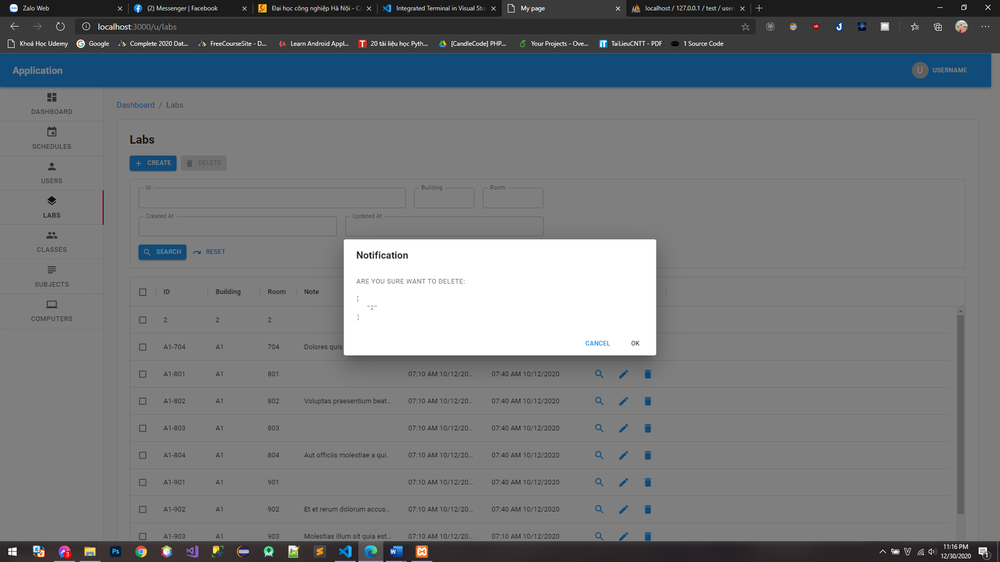 Zalo Web
(2) Messenger | Facebook
Đại học công nghiệp Hà Nội - Cổ
Integrated Terminal in Visual Stu
My page
localhost / 127.0.0.1 / test / users
localhost:3000/u/labs
Khoá Học Udemy
Google
Complete 2020 Dat...
FreeCourseSite - D...
Learn Android Appl...
20 tài liệu học Pyth...
[CandleCode] PHP...
Your Projects - Ove...
TaiLieuCNTT - PDF
1 Source Code
Application
U
USERNAME
DASHBOARD
SCHEDULES
USERS
LABS
CLASSES
SUBJECTS
COMPUTERS
Dashboard / Labs
Labs
CREATE
DELETE
Id
Building
Room
Created At
Updated At
SEARCH
RESET
Notification
ARE YOU SURE WANT TO DELETE:
[
"2"
]
CANCEL
OK
ID Building Room Note
2 2 2
A1-704 A1 704 Dolores quis
A1-801 A1 801 07:10 AM 10/12/20... 07:40 AM 10/12/2020
A1-802 A1 802 Voluptas praesentium beat... 07:10 AM 10/12/20... 07:40 AM 10/12/2020
A1-803 A1 803 07:10 AM 10/12/20... 07:40 AM 10/12/2020
A1-804 A1 804 Aut officiis molestiae a qui. 07:10 AM 10/12/20... 07:40 AM 10/12/2020
A1-901 A1 901 07:10 AM 10/12/20... 07:40 AM 10/12/2020
A1-902 A1 902 Et et rerum dolorum accus... 07:10 AM 10/12/20... 07:40 AM 10/12/2020
A1-903 A1 903 Molestias illum sit quia est... 07:10 AM 10/12/20... 07:10 AM 10/12/2020
3
Ps
11:16 PM
12/30/2020
1